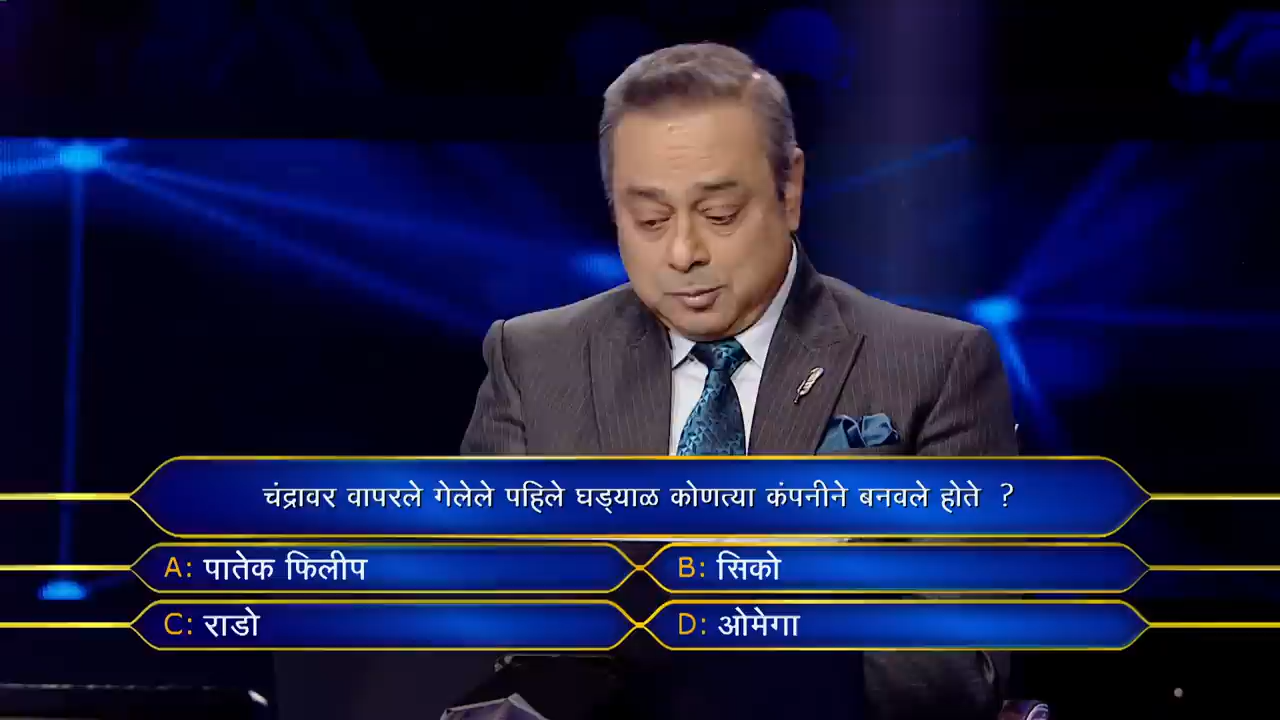 चंद्रावर वापरले गेलेले पहिले घड्याळ कोणत्या कंपनीने बनवले होते ?
A: पातेक फिलीप
B: सिको
C: राडो
D: ओमेगा